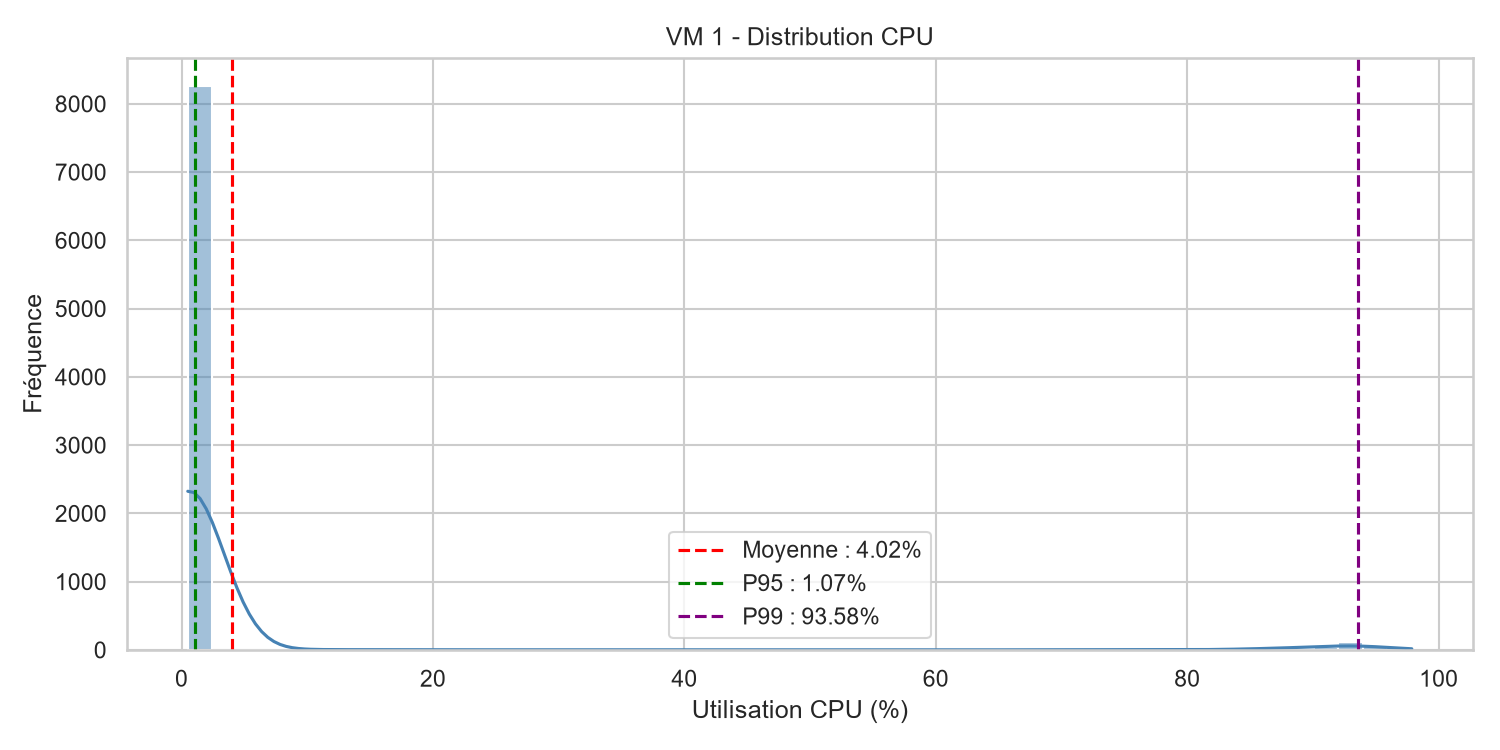 VM 1 - Distribution CPU
Fréquence
8000
7000
6000
5000
4000
3000
2000
1000
0
Moyenne : 4.02%
P95 : 1.07%
P99 : 93.58%
0 20 40 60 80 100
Utilisation CPU (%)